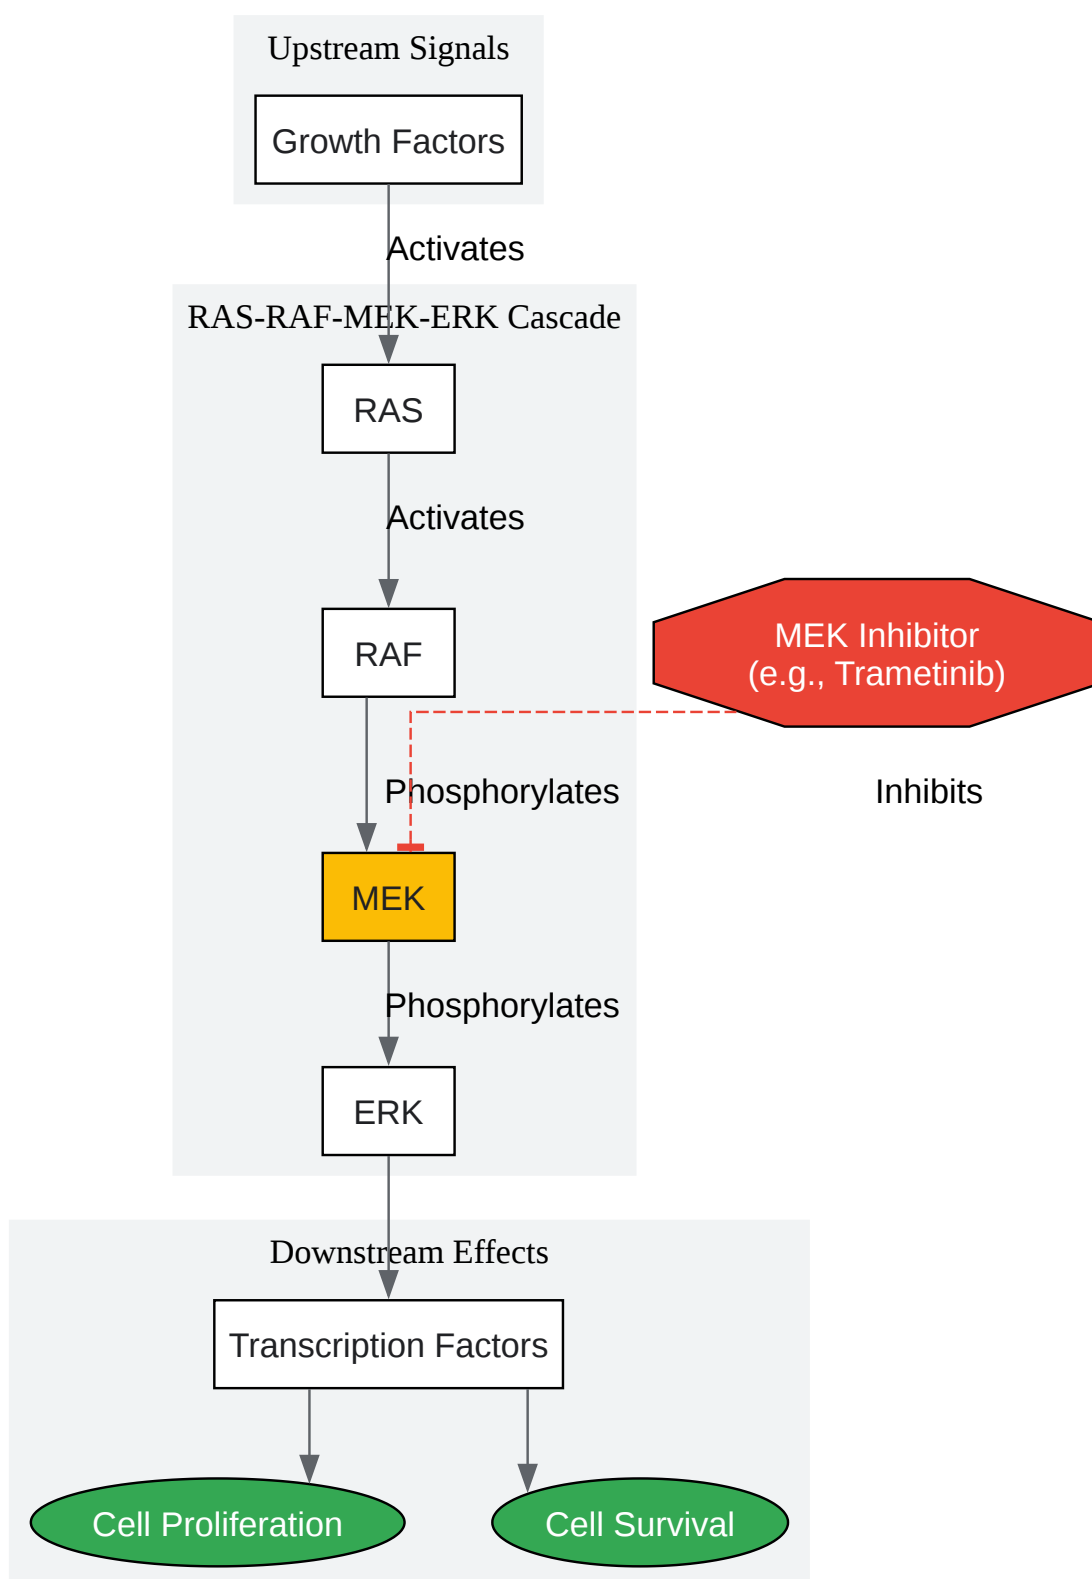 Upstream Signals
Growth Factors
Activates
RAS-RAF-MEK-ERK Cascade
RAS
Activates
RAF
MEK Inhibitor
(e.g., Trametinib)
Phosphorylates
Inhibits
MEK
Phosphorylates
ERK
Downstream Effects
Transcription Factors
Cell Proliferation
Cell Survival